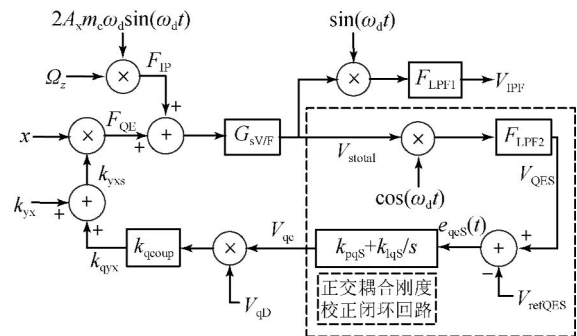 2A_x m_c ω_d sin(ω_d t)
sin(ω_d t)
Ω_z
F_IP
F_LPF1
V_IPF
x
F_QE
G_sV/F
V_stotal
F_LPF2
k_yxs
cos(ω_d t)
V_QES
k_yx
k_qyx
k_qcoup
V_qc
k_pqS+k_IqS/s
e_qcS(t)
V_qD
正交耦合刚度
校正闭环回路
V_refQES